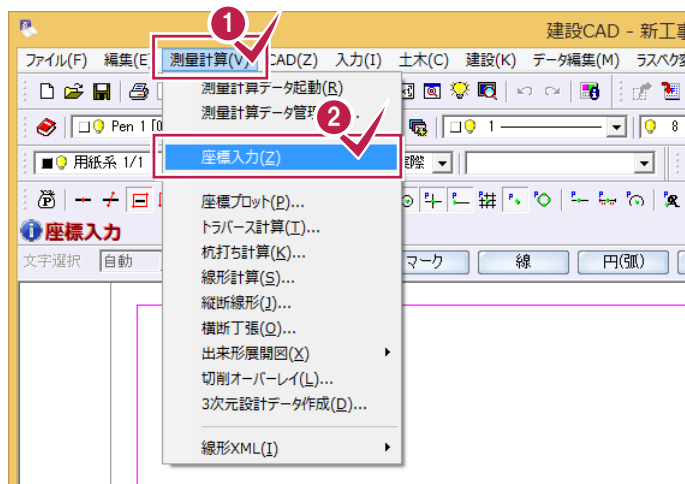 1
建設CAD - 新工事
ファイル(F) 編集(E) 測量計算(V) CAD(Z) 入力(I) 土木(C) 建設(K) データ編集(M) ラスベク変
測量計算データ起動(R)
測量計算データ管理
2
Pen 1 1 8
座標入力(Z)
用紙系 1/1 実際
座標プロット(P)...
座標入力
トラバース計算(T)...
文字選択 自動 マーク 線 円(弧)
杭打ち計算(K)...
線形計算(S)...
縦断線形(J)...
横断丁張(O)...
出来形展開図(X)
切削オーバーレイ(L)...
3次元設計データ作成(D)...
線形XML(I)